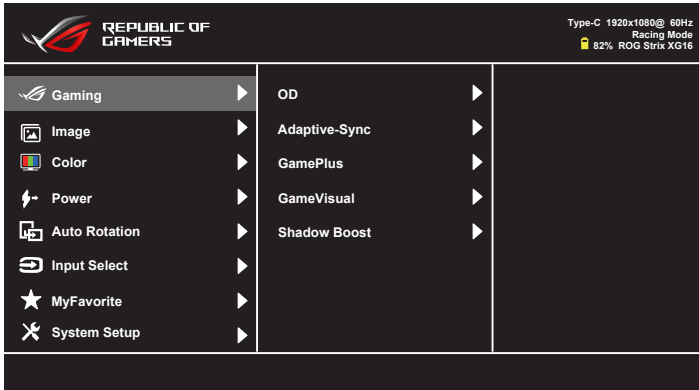 REPUBLIC OF
GAMERS
Type-C 1920x1080@ 60Hz
Racing Mode
82% ROG Strix XG16
Gaming
Image
Color
Power
Auto Rotation
Input Select
MyFavorite
System Setup
OD
Adaptive-Sync
GamePlus
GameVisual
Shadow Boost